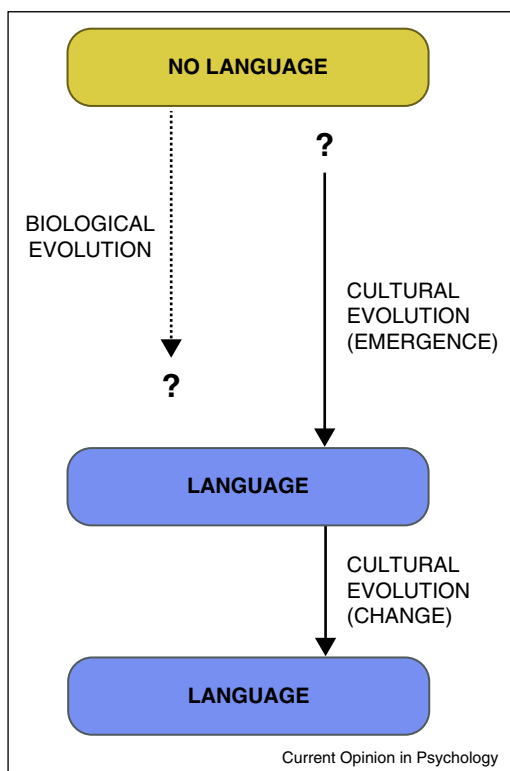 NO LANGUAGE
?
BIOLOGICAL
EVOLUTION
CULTURAL
EVOLUTION
(EMERGENCE)
?
LANGUAGE
CULTURAL
EVOLUTION
(CHANGE)
LANGUAGE
Current Opinion in Psychology